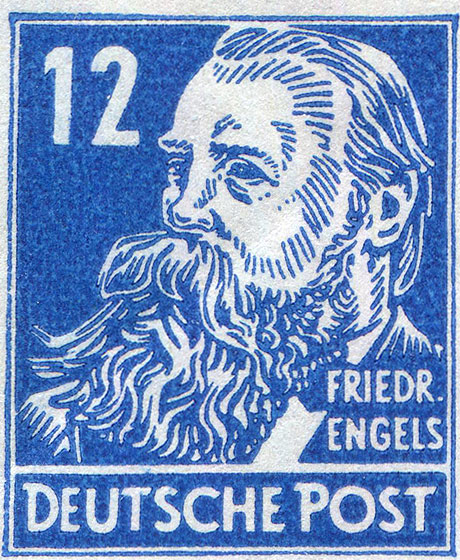 12
FRIEDR.
ENGELS
DEUTSCHE POST